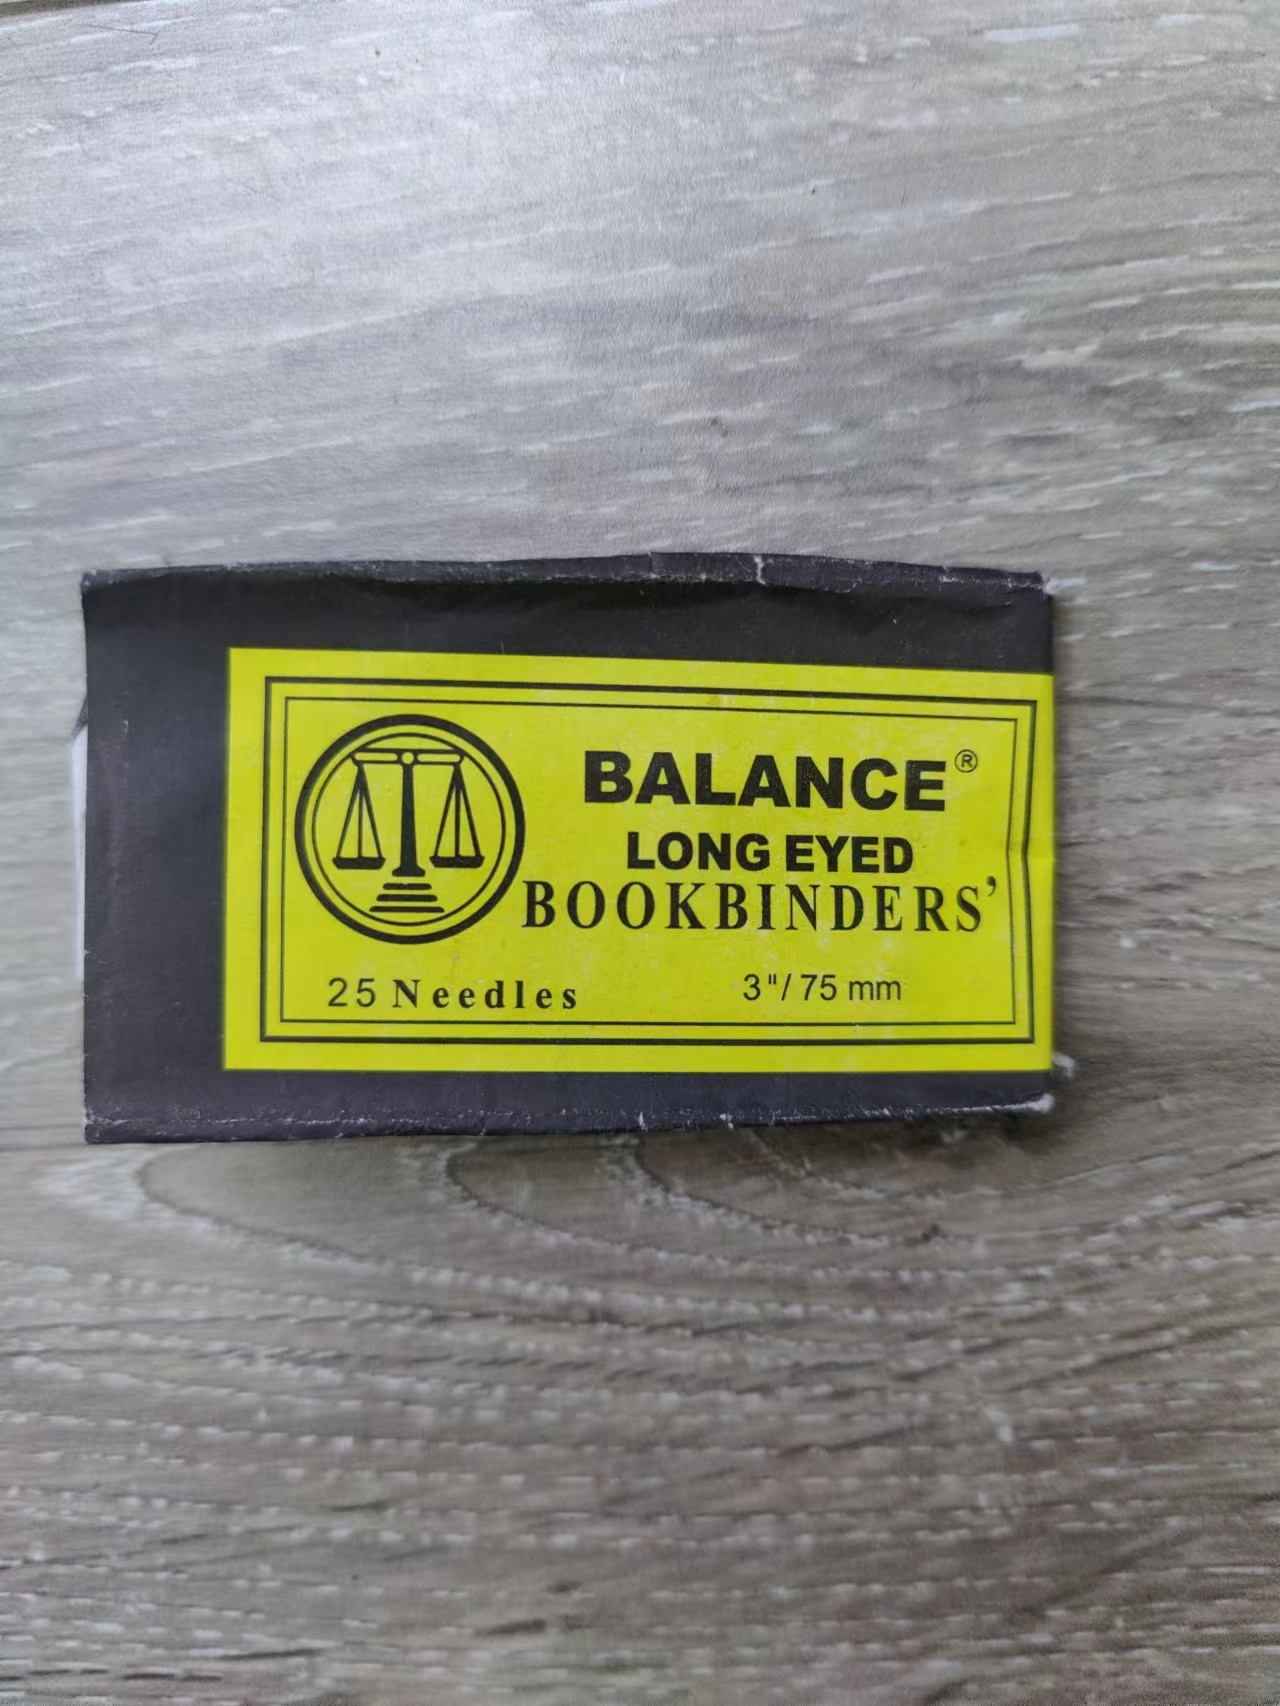 BALANCE®
LONG EYED
BOOKBINDERS’
25 Needles 3"/75 mm